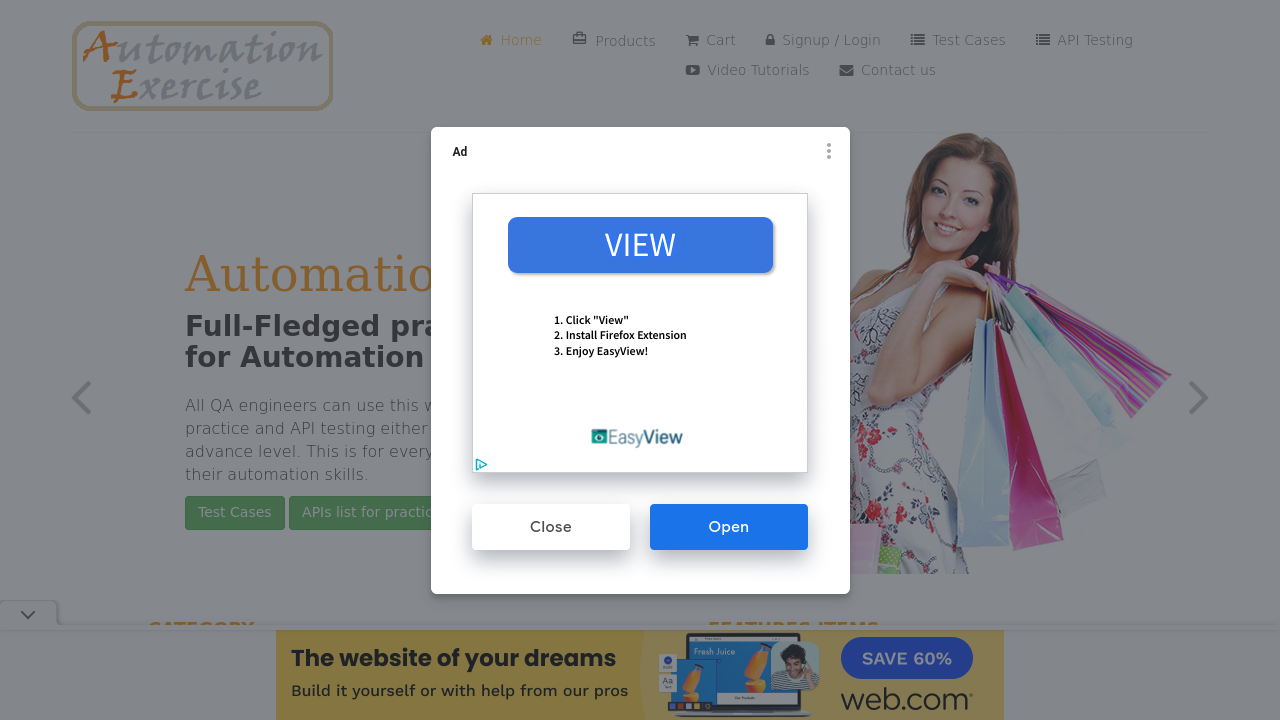 Automation
Exercise
Home
Products
Cart
Signup / Login
Test Cases
API Testing
Video Tutorials
Contact us
Ad
VIEW
1. Click "View"
2. Install Firefox Extension
3. Enjoy EasyView!
EasyView
Close
Open
Automatio
Full-Fledged pra
for Automation
All QA engineers can use this w
practice and API testing either
advance level. This is for every
their automation skills.
Test Cases
APIs list for practic
CATEGORY
FEATURES ITEMS
The website of your dreams
Build it yourself or with help from our pros
Fresh Juice
Aa
SAVE 60%
web.com